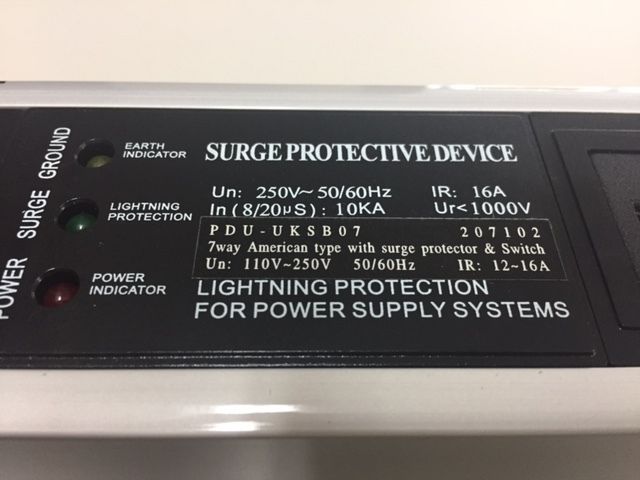 GROUND
EARTH
INDICATOR
SURGE
LIGHTNING
PROTECTION
POWER
POWER
INDICATOR
SURGE PROTECTIVE DEVICE
Un: 250V~ 50/60Hz IR: 16A
In (8/20µS): 10KA Ur<1000V
PDU-UKSB07 207102
7way American type with surge protector & Switch
Un: 110V~250V 50/60Hz IR: 12~16A
LIGHTNING PROTECTION
FOR POWER SUPPLY SYSTEMS